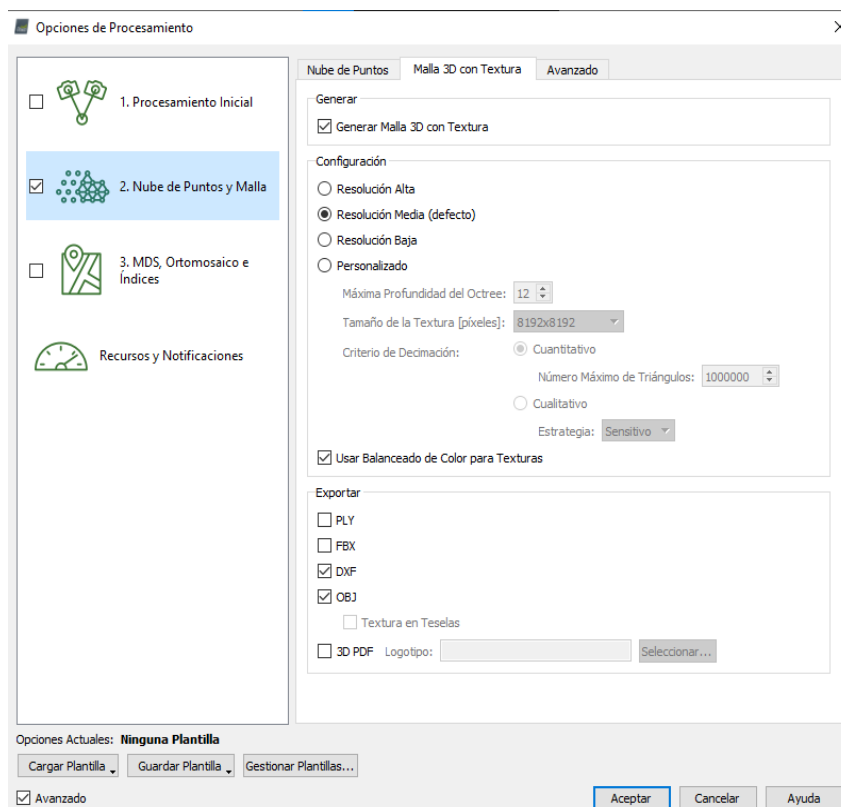 Opciones de Procesamiento
1. Procesamiento Inicial
2. Nube de Puntos y Malla
3. MDS, Ortomosaico e
Índices
Recursos y Notificaciones
Nube de Puntos
Malla 3D con Textura
Avanzado
Generar
Generar Malla 3D con Textura
Configuración
Resolución Alta
Resolución Media (defecto)
Resolución Baja
Personalizado
Máxima Profundidad del Octree: 12
Tamaño de la Textura [píxeles]: 8192x8192
Criterio de Decimación: Cuantitativo
Número Máximo de Triángulos: 1000000
Cualitativo
Estrategia: Sensitivo
Usar Balanceado de Color para Texturas
Exportar
PLY
FBX
DXF
OBJ
Textura en Teselas
3D PDF Logotipo: Seleccionar...
Opciones Actuales: Ninguna Plantilla
Cargar Plantilla Guardar Plantilla Gestionar Plantillas...
Avanzado
Aceptar Cancelar Ayuda